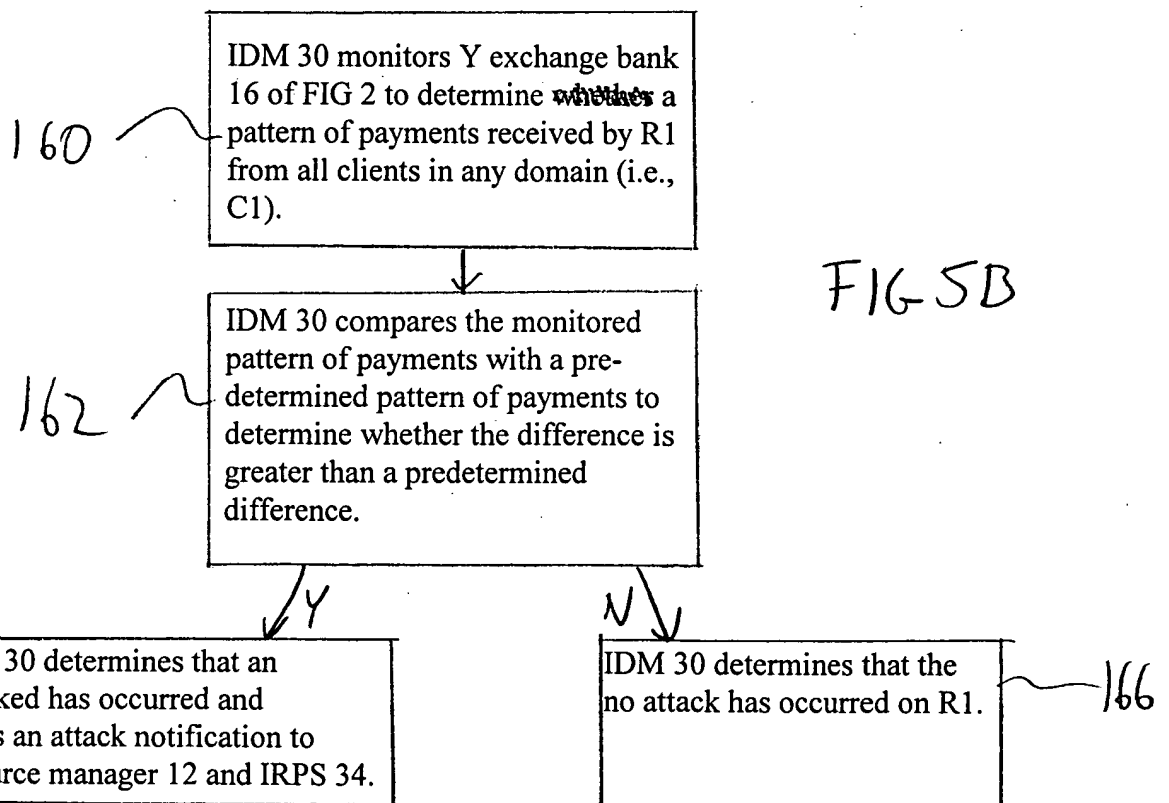 IDM 30 monitors Y exchange bank
16 of FIG 2 to determine whether a
pattern of payments received by R1
from all clients in any domain (i.e.,
C1).
160
FIG 5B
IDM 30 compares the monitored
pattern of payments with a pre-
determined pattern of payments to
determine whether the difference is
greater than a predetermined
difference.
162
Y
N
30 determines that an
ked has occurred and
s an attack notification to
urce manager 12 and IRPS 34.
IDM 30 determines that the
no attack has occurred on R1.
166